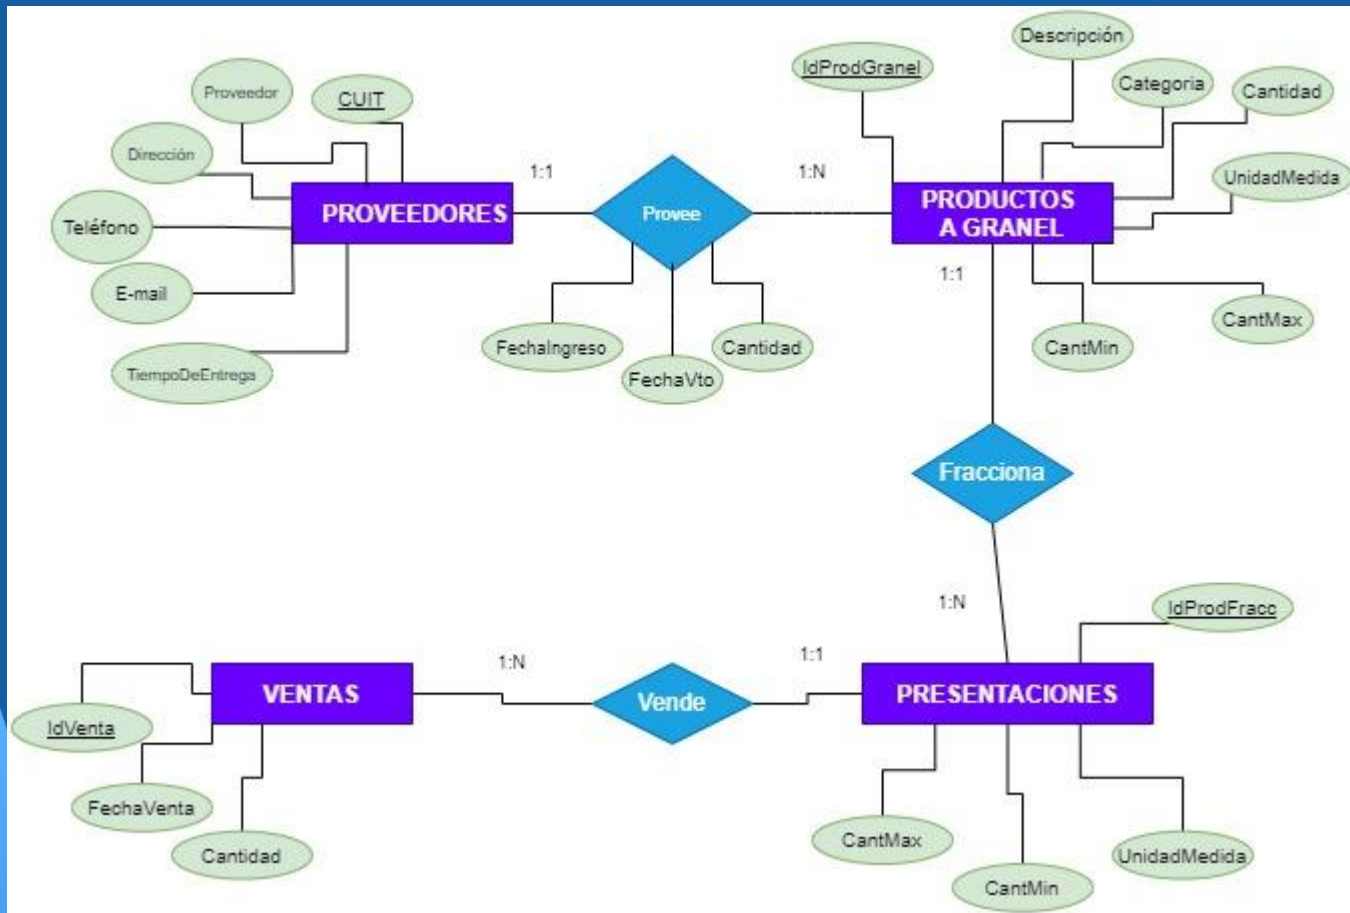 Descripción
IdProdGranel
Proveedor
CUIT
Categoria
Cantidad
Dirección
UnidadMedida
1:1
1:N
PROVEEDORES
Provee
PRODUCTOS
A GRANEL
Teléfono
1:1
E-mail
CantMax
FechaIngreso
Cantidad
CantMin
TiempoDeEntrega
FechaVto
Fracciona
1:N
IdProdFracc
1:N
1:1
VENTAS
Vende
PRESENTACIONES
IdVenta
FechaVenta
CantMax
Cantidad
UnidadMedida
CantMin